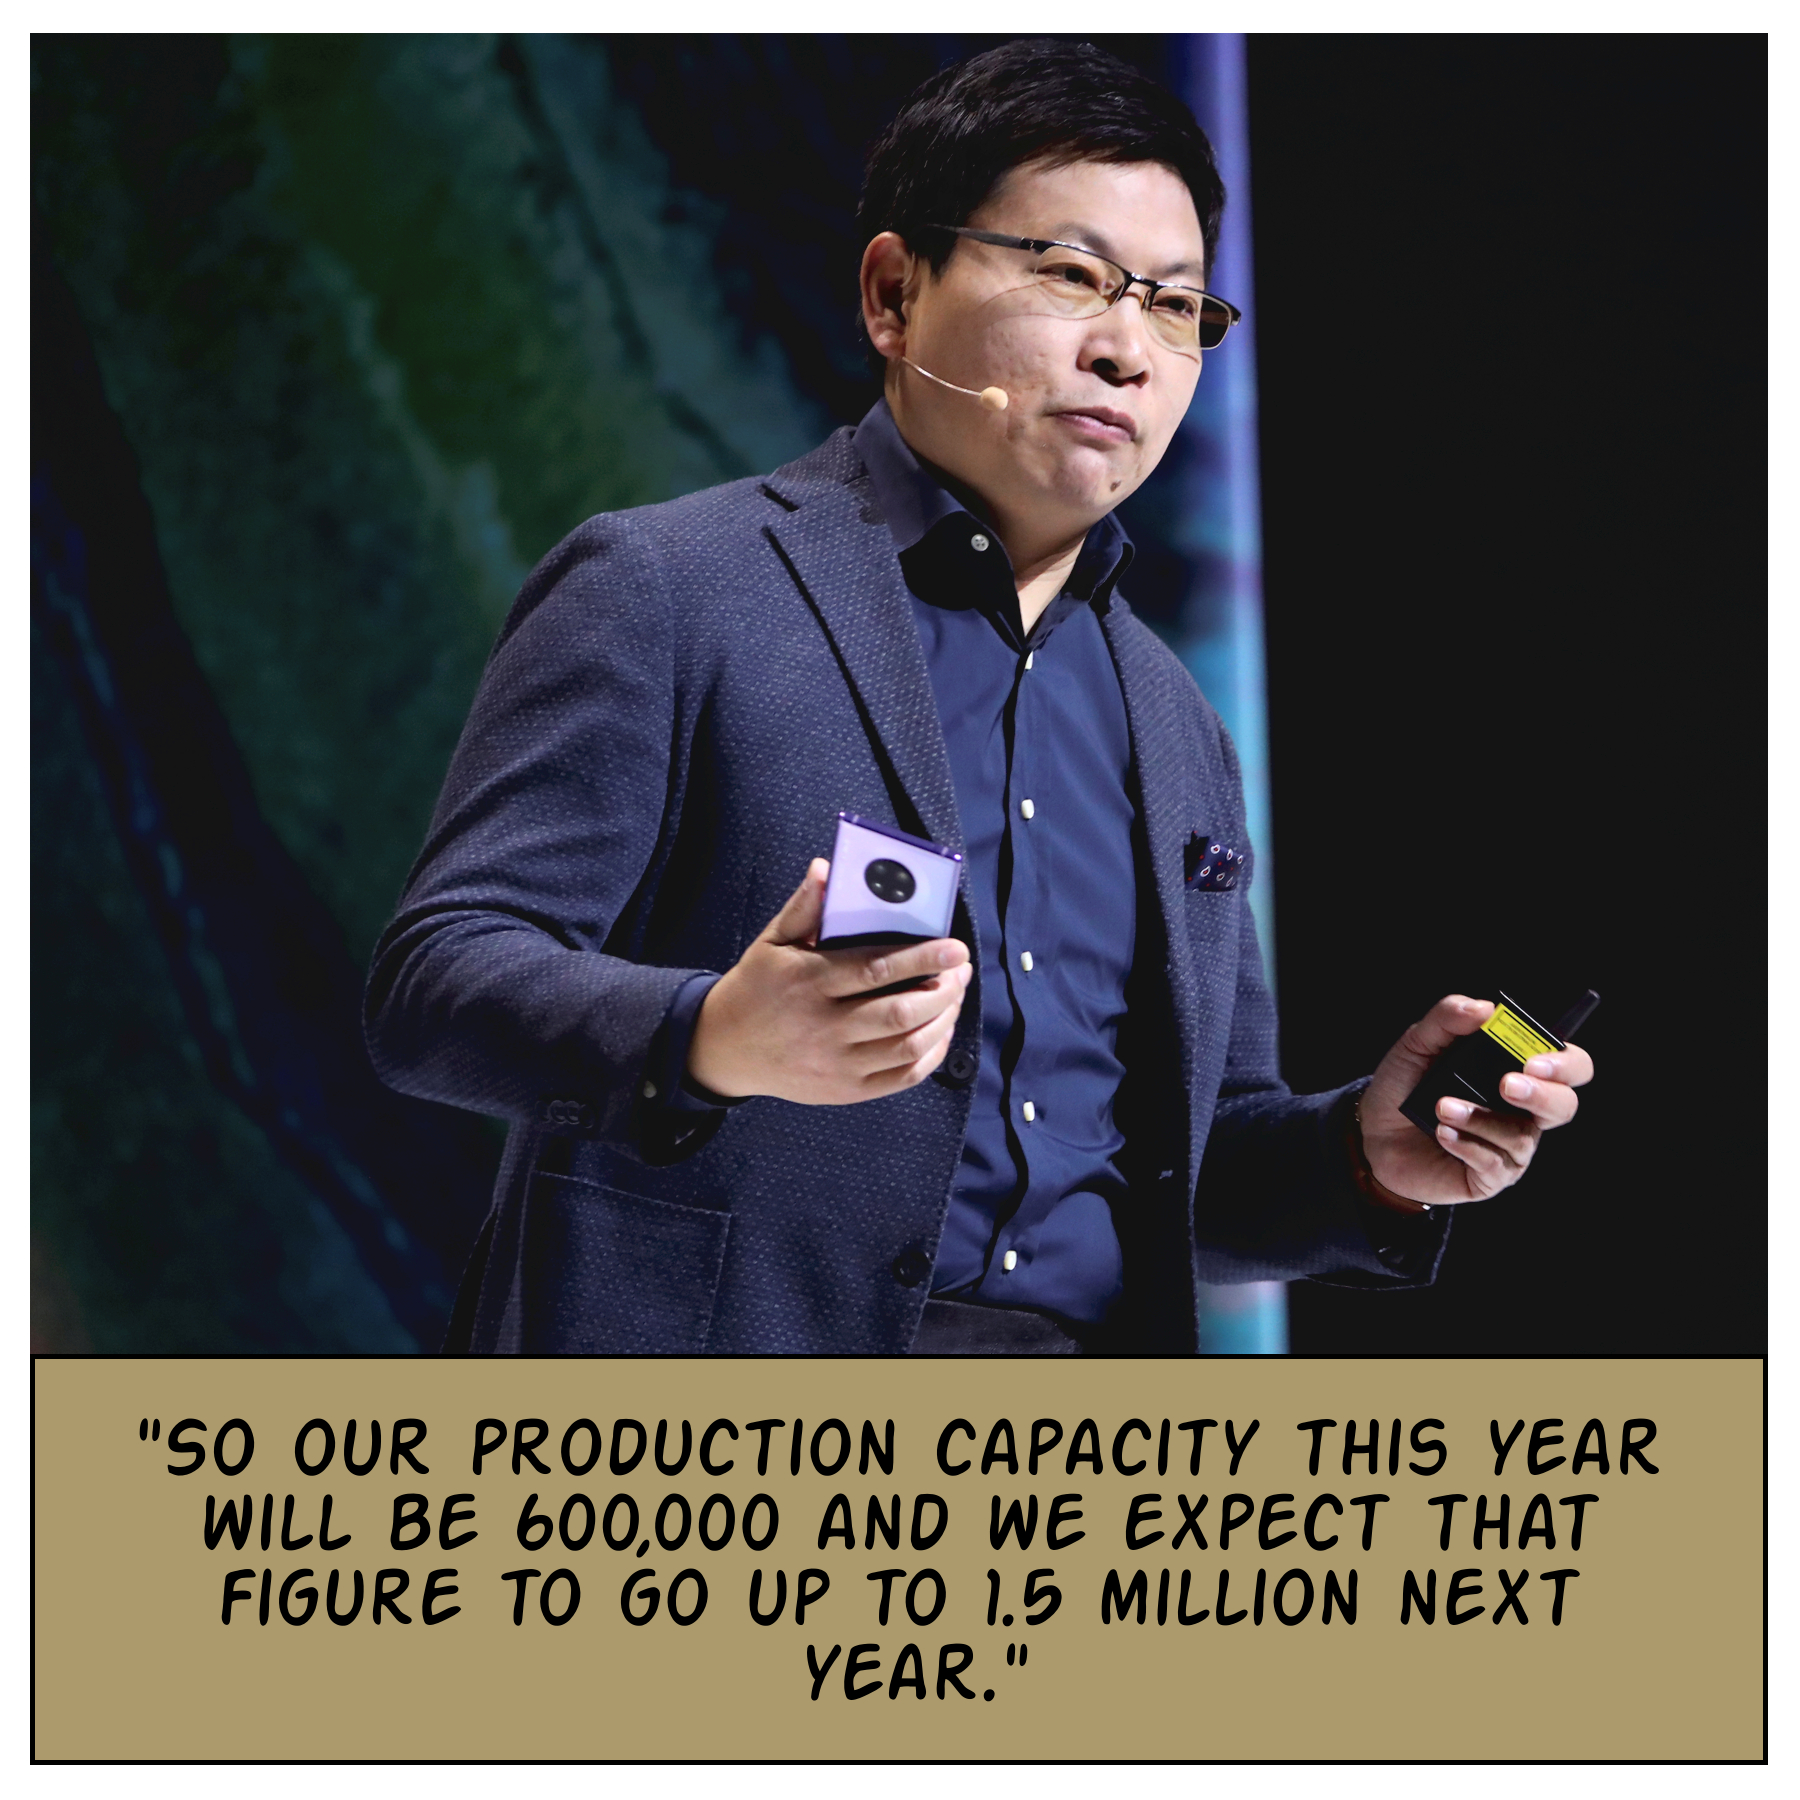 "SO OUR PRODUCTION CAPACITY THIS YEAR
WILL BE 600,000 AND WE EXPECT THAT
FIGURE TO GO UP TO 1.5 MILLION NEXT
YEAR."